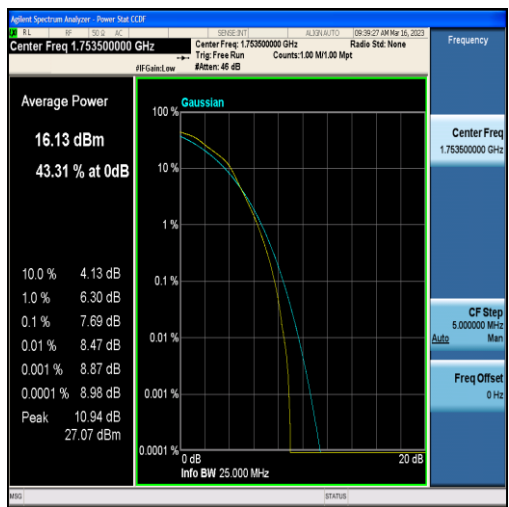 Agilent Spectrum Analyzer - Power Stat CCDF
RL RF 50 Ω AC SENSE:INT ALIGN AUTO 09:39:27 AM Mar 16, 2023
Center Freq 1.753500000 GHz
Center Freq: 1.753500000 GHz Radio Std: None
Trig: Free Run Counts:1.00 M/1.00 Mpt
#IFGain:Low #Atten: 46 dB
Frequency
Average Power
16.13 dBm
43.31 % at 0dB
10.0 % 4.13 dB
1.0 % 6.30 dB
0.1 % 7.69 dB
0.01 % 8.47 dB
0.001 % 8.87 dB
0.0001 % 8.98 dB
Peak 10.94 dB
27.07 dBm
Gaussian
100 %
10 %
1 %
0.1 %
0.01 %
0.001 %
0.0001 %
0 dB 20 dB
Info BW 25.000 MHz
Center Freq
1.753500000 GHz
CF Step
5.000000 MHz
Auto Man
Freq Offset
0 Hz
MSG STATUS